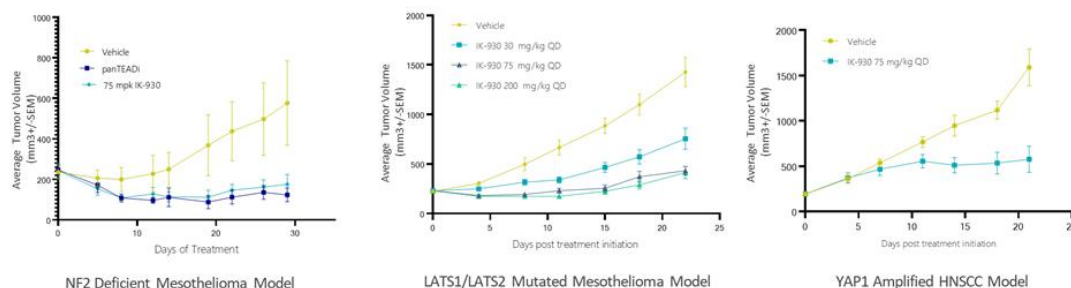 1000
800
600
400
200
0
Average Tumor Volume
(mm3+/-SEM)
Vehicle
panTEADi
75 mpk IK-930
0 10 20 30
Days of Treatment
NF2 Deficient Mesothelioma Model
2000
1500
1000
500
0
Average Tumor Volume
(mm3+/-SEM)
Vehicle
IK-930 30 mg/kg QD
IK-930 75 mg/kg QD
IK-930 200 mg/kg QD
0 5 10 15 20 25
Days post treatment initiation
LATS1/LATS2 Mutated Mesothelioma Model
2000
1500
1000
500
0
Average Tumor Volume
(mm3+/-SEM)
Vehicle
IK-930 75 mg/kg QD
0 5 10 15 20 25
Days post treatment initiation
YAP1 Amplified HNSCC Model